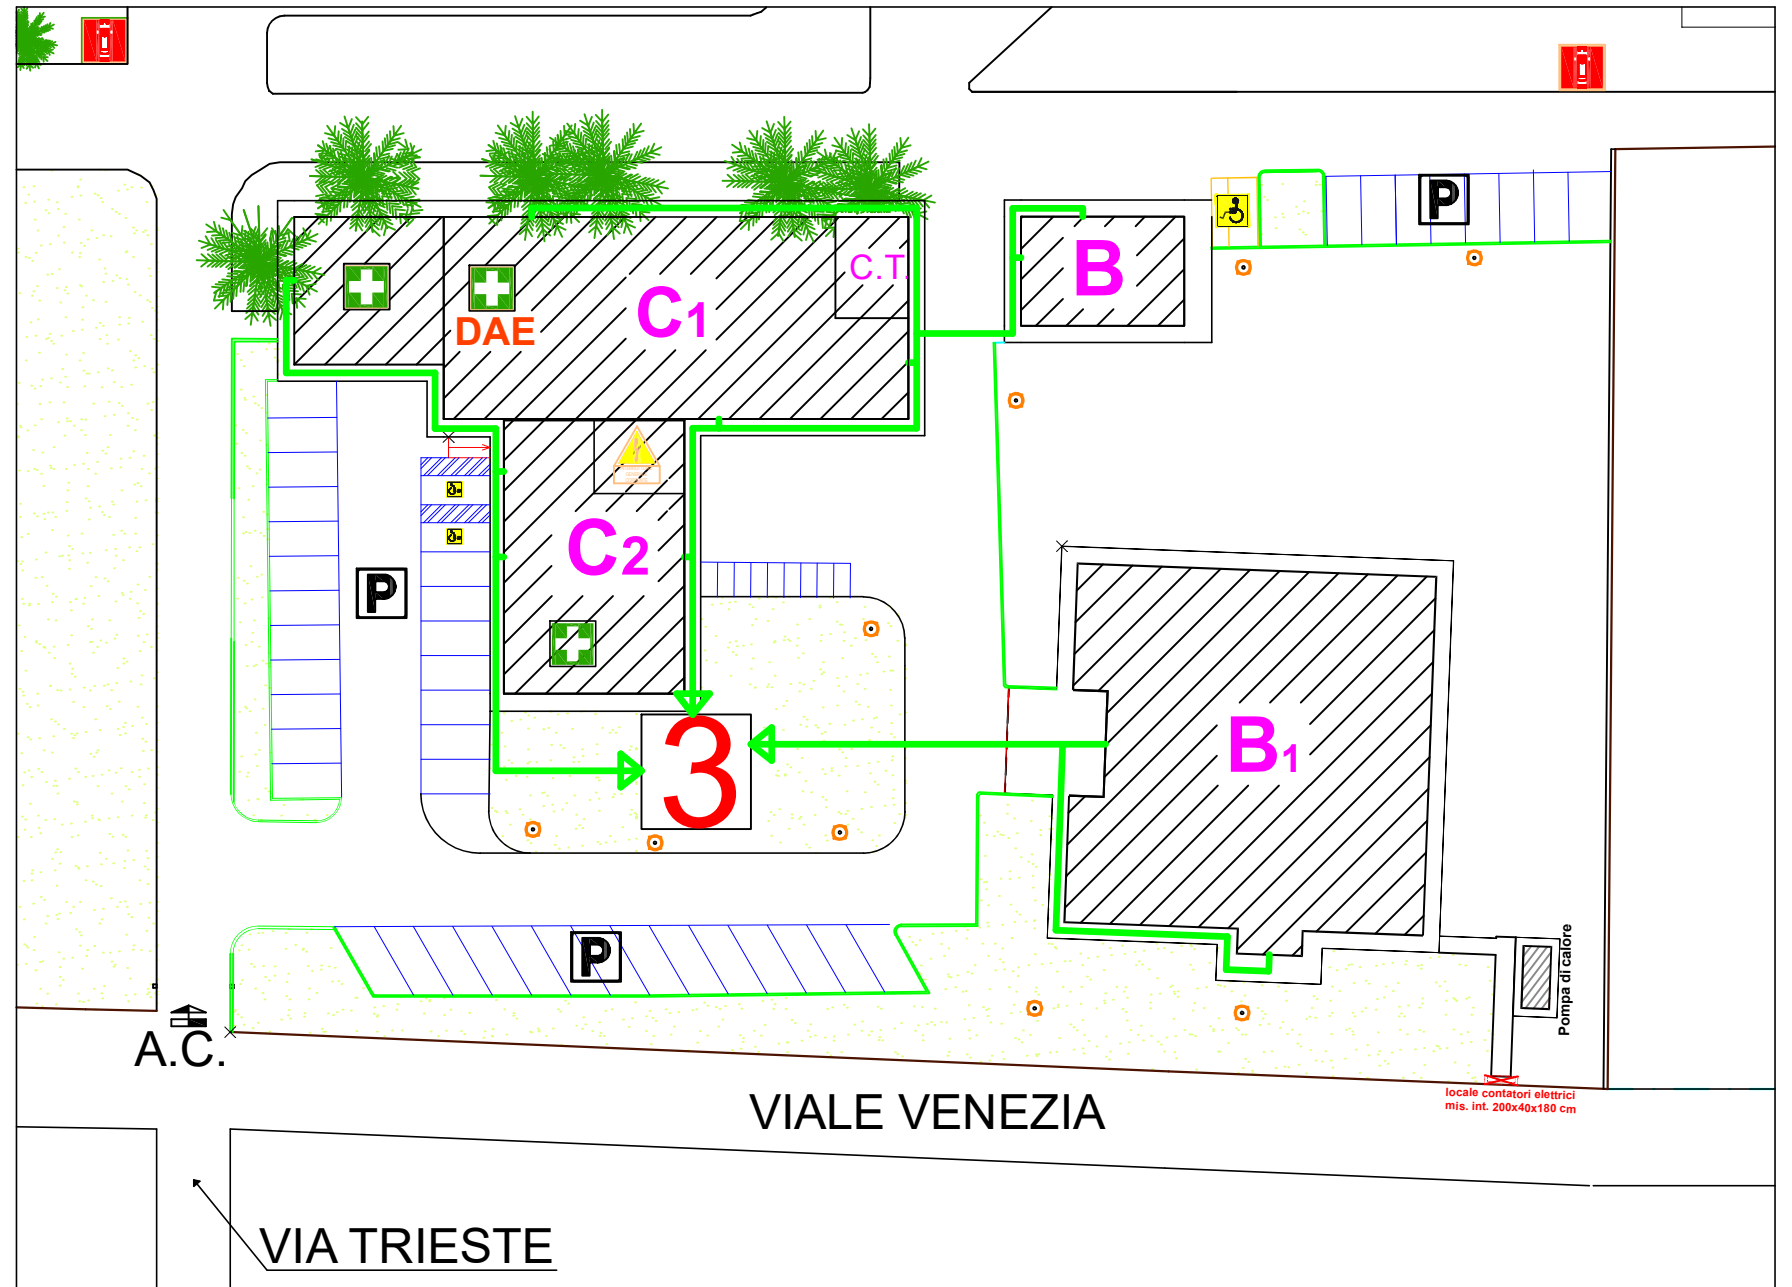 P
B
C.T.
C1
DAE
C2
P
B1
3
P
Pompa di calore
A.C.
locale contatori elettrici
mis. int. 200x40x180 cm
VIALE VENEZIA
VIA TRIESTE